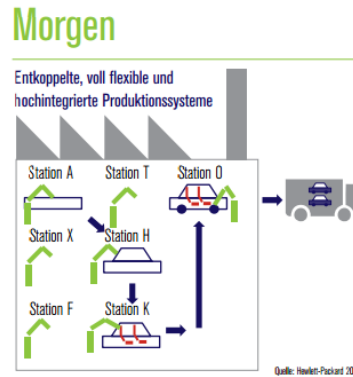 Morgen
Entkoppelte, voll flexible und
hochintegrierte Produktionssysteme
Station A
Station T
Station O
Station X
Station H
Station F
Station K
Quelle: Hewlett-Packard 20